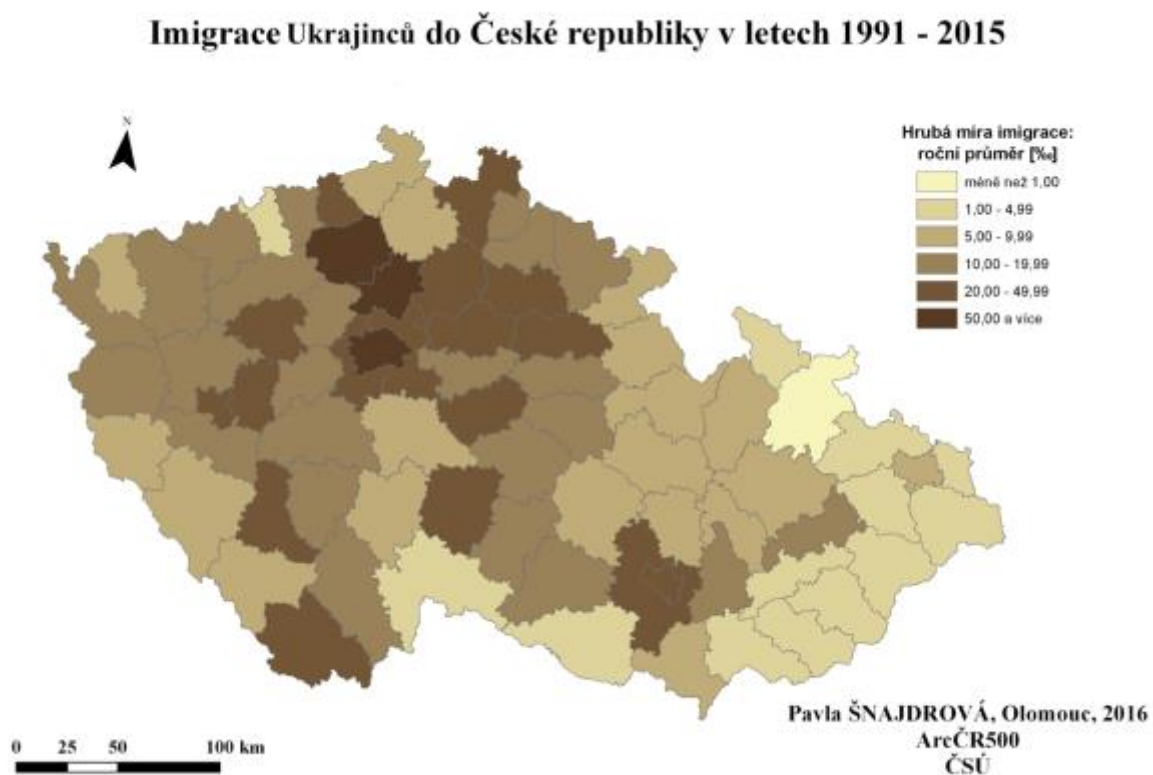 Imigrace Ukrajinců do České republiky v letech 1991 - 2015
N
Hrubá míra imigrace:
roční průměr [‰]
méně než 1,00
1,00 - 4,99
5,00 - 9,99
10,00 - 19,99
20,00 - 49,99
50,00 a více
Pavla ŠNAJDROVÁ, Olomouc, 2016
ArcČR500
ČSÚ
0 25 50 100 km